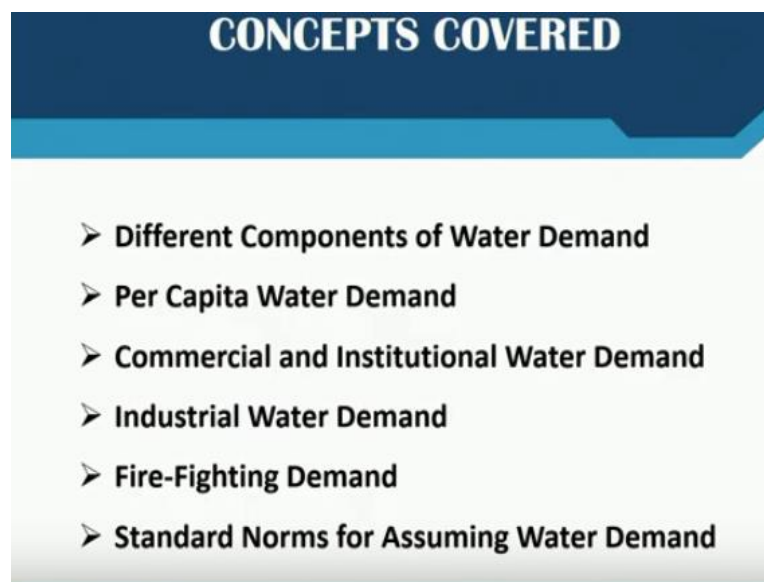 CONCEPTS COVERED
Different Components of Water Demand
Per Capita Water Demand
Commercial and Institutional Water Demand
Industrial Water Demand
Fire-Fighting Demand
Standard Norms for Assuming Water Demand